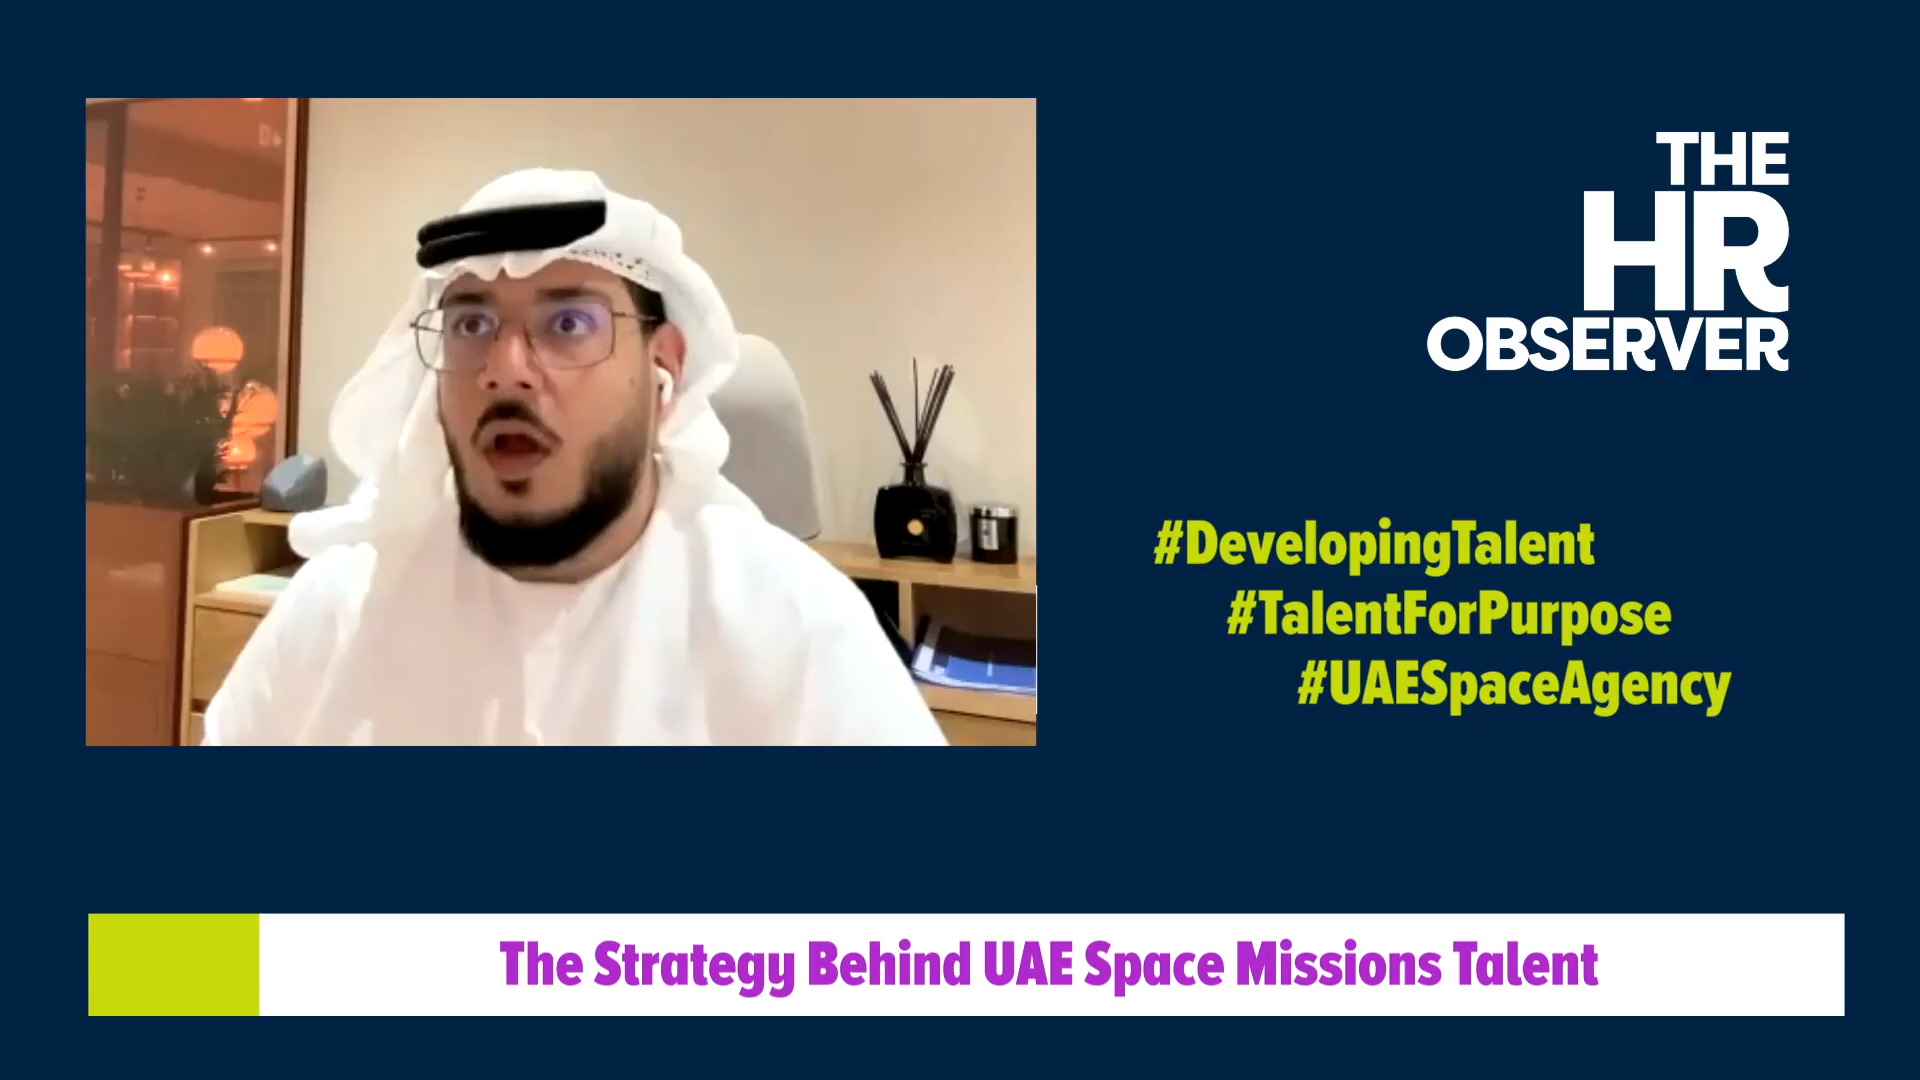 THE
HR
OBSERVER
#DevelopingTalent
#TalentForPurpose
#UAESpaceAgency
The Strategy Behind UAE Space Missions Talent